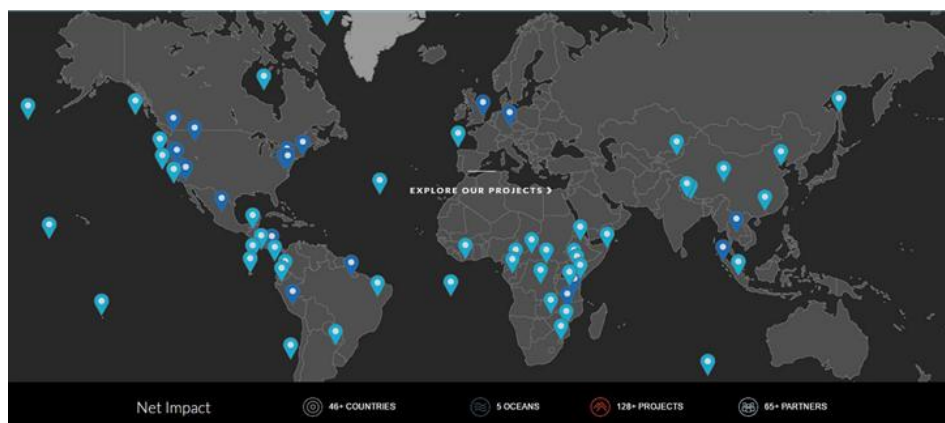 EXPLORE OUR PROJECTS ❯
Net Impact
46+ COUNTRIES
5 OCEANS
128+ PROJECTS
65+ PARTNERS